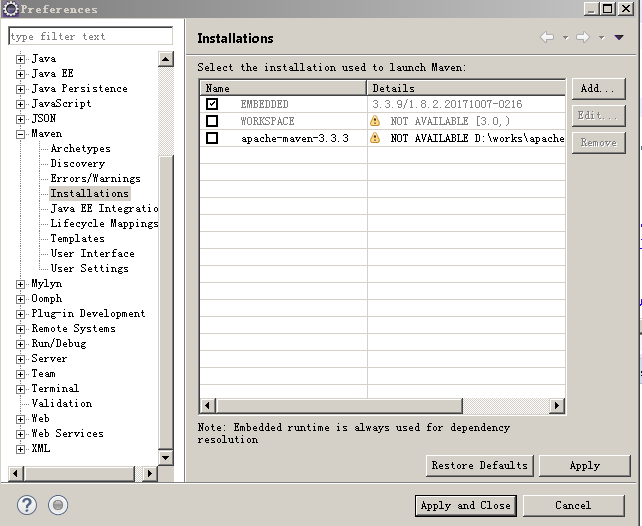 Preferences
type filter text
Java
Java EE
Java Persistence
JavaScript
JSON
Maven
Archetypes
Discovery
Errors/Warnings
Installations
Java EE Integratio
Lifecycle Mappings
Templates
User Interface
User Settings
Mylyn
Oomph
Plug-in Development
Remote Systems
Run/Debug
Server
Team
Terminal
Validation
Web
Web Services
XML
Installations
Select the installation used to launch Maven:
Name Details
EMBEDDED 3.3.9/1.8.2.20171007-0216
WORKSPACE NOT AVAILABLE [3.0,)
apache-maven-3.3.3 NOT AVAILABLE D:\works\apache
Add...
Edit...
Remove
Note: Embedded runtime is always used for dependency
resolution
Restore Defaults Apply
Apply and Close Cancel